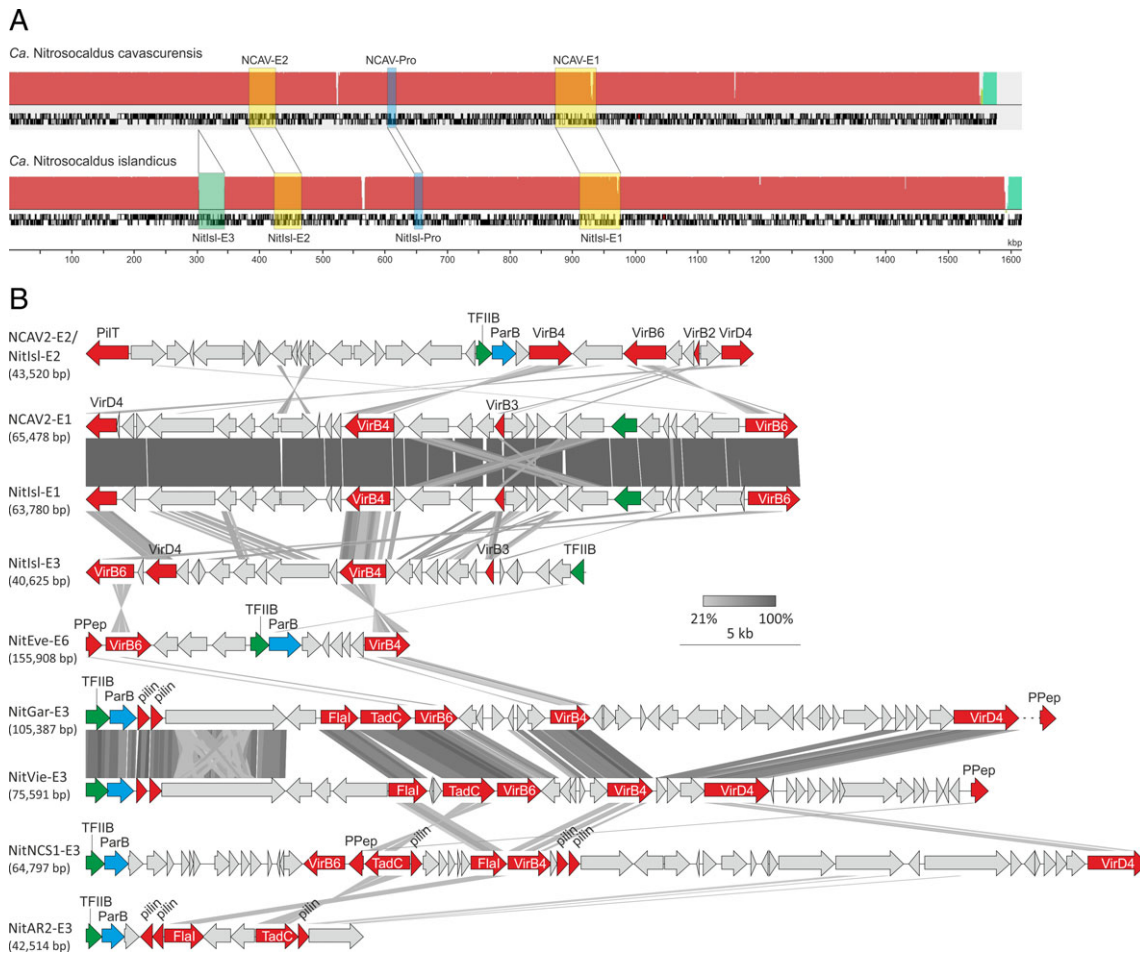 A
Ca. Nitrosocaldus cavascurensis
NCAV-E2 NCAV-Pro NCAV-E1
Ca. Nitrosocaldus islandicus
NitIsl-E3 NitIsl-E2 NitIsl-Pro NitIsl-E1
kbp
100 200 300 400 500 600 700 800 900 1000 1100 1200 1300 1400 1500 1600
B
TFIIB
NCAV2-E2/ PilT ParB VirB4 VirB6 VirB2 VirD4
NitIsl-E2
(43,520 bp)
VirD4 VirB3
NCAV2-E1 VirB4 VirB6
(65,478 bp)
NitIsl-E1 VirB4 VirB6
(63,780 bp)
VirD4 VirB3 TFIIB
NitIsl-E3 VirB6 VirB4
(40,625 bp)
21% 100%
5 kb
TFIIB
PPep ParB
NitEve-E6 VirB6 VirB4
(155,908 bp)
TFIIB
ParB pilin pilin PPep
NitGar-E3 FlaI TadC VirB6 VirB4 VirD4
(105,387 bp)
PPep
NitVie-E3 FlaI TadC VirB6 VirB4 VirD4
(75,591 bp)
TFIIB
ParB PPep pilin pilin pilin
NitNCS1-E3 VirB6 TadC FlaI VirB4 VirD4
(64,797 bp)
TFIIB
ParB pilin pilin pilin
NitAR2-E3 FlaI TadC
(42,514 bp)